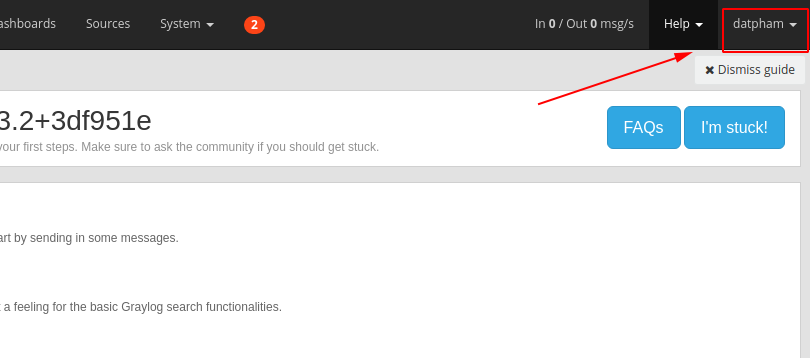 ashboards Sources System 2 In 0 / Out 0 msg/s Help datpham
Dismiss guide
3.2+3df951e
FAQs I'm stuck!
your first steps. Make sure to ask the community if you should get stuck.
art by sending in some messages.
t a feeling for the basic Graylog search functionalities.